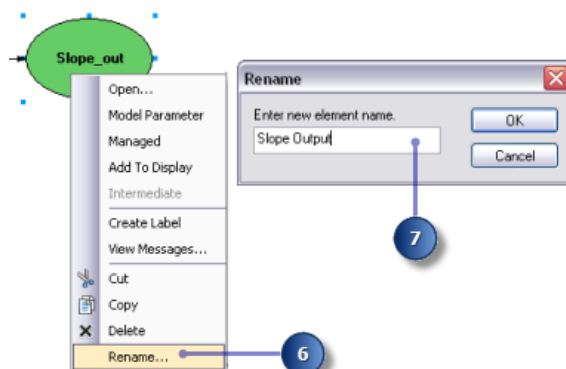 Slope_out
Open...
Model Parameter
Managed
Add To Display
Intermediate
Create Label
View Messages...
Cut
Copy
Delete
Rename...
6
Rename
Enter new element name.
Slope Output
OK
Cancel
7